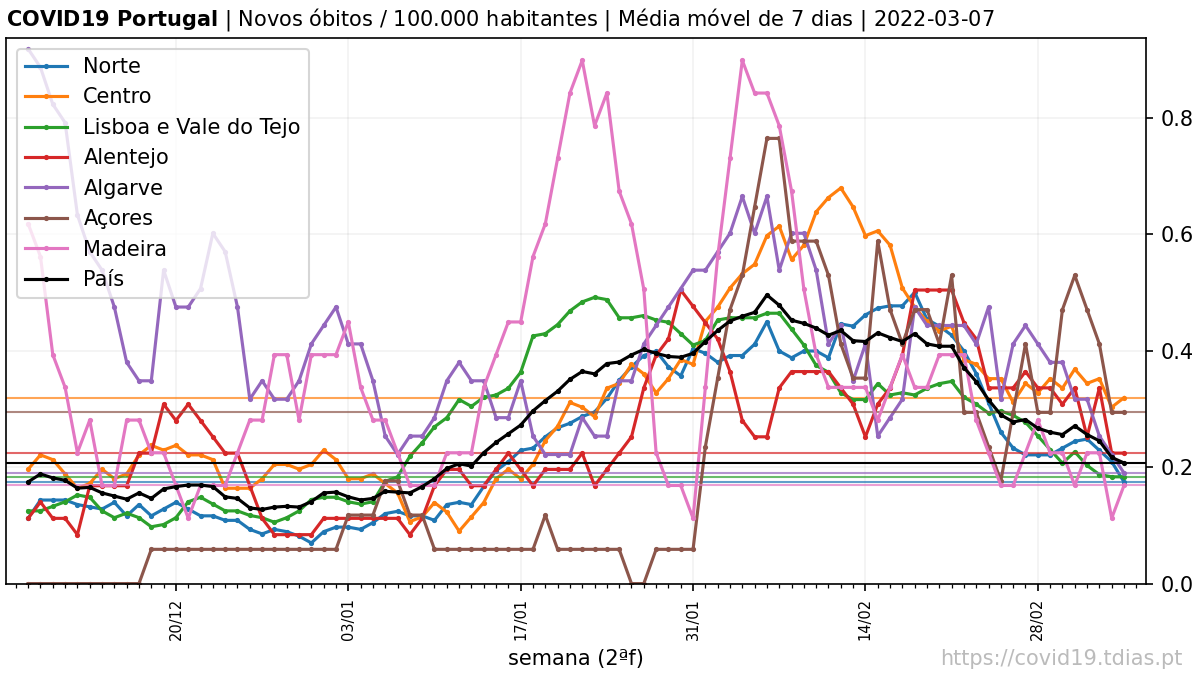 COVID19 Portugal | Novos óbitos / 100.000 habitantes | Média móvel de 7 dias | 2022-03-07
Norte
Centro
Lisboa e Vale do Tejo
Alentejo
Algarve
Açores
Madeira
País
0.8
0.6
0.4
0.2
0.0
20/12
03/01
17/01
31/01
14/02
28/02
semana (2ªf)
https://covid19.tdias.pt